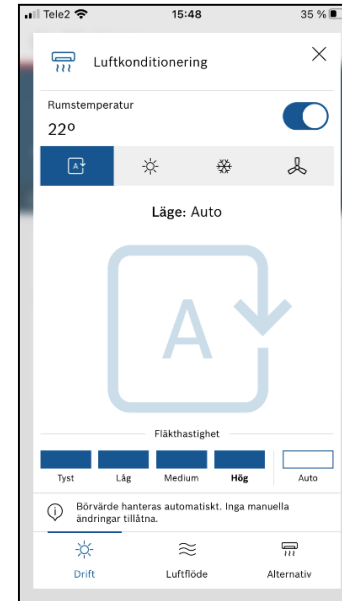 Tele2 15:48 35 %
Luftkonditionering
Rumstemperatur
22°
A
Läge: Auto
A
Fläkthastighet
Tyst Låg Medium Hög Auto
Börvärde hanteras automatiskt. Inga manuella
ändringar tillåtna.
Drift Luftflöde Alternativ